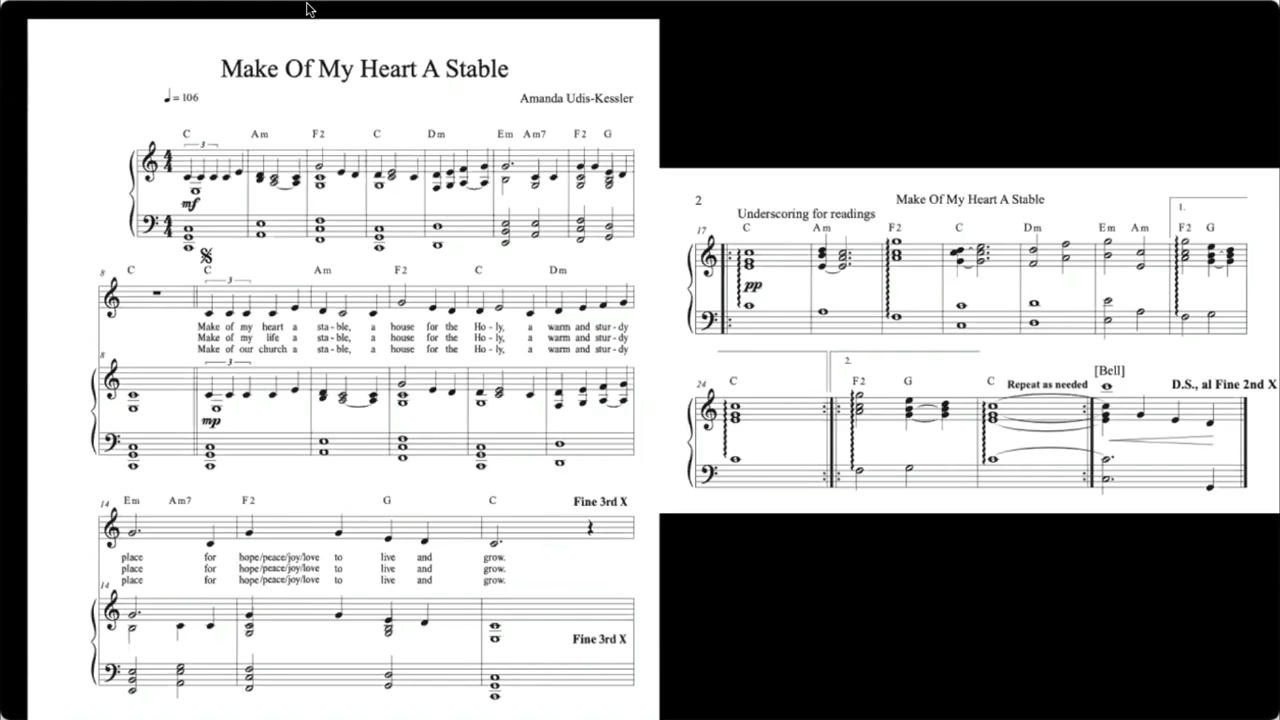 Make Of My Heart A Stable
♩= 106
Amanda Udis-Kessler
C Am F2 C Dm Em Am7 F2 G
3
4 4
mf
8
C C Am F2 C Dm
3
Make of my heart a sta-ble, a house for the Ho-ly, a warm and stur-dy
Make of my life a sta-ble, a house for the Ho-ly, a warm and stur-dy
Make of our church a sta-ble, a house for the Ho-ly, a warm and stur-dy
8
3
mp
14
Em Am7 F2 G C Fine 3rd X
place for hope/peace/joy/love to live and grow.
place for hope/peace/joy/love to live and grow.
place for hope/peace/joy/love to live and grow.
14
Fine 3rd X
2
Make Of My Heart A Stable
Underscoring for readings
1.
17
C Am F2 C Dm Em Am F2 G
pp
2.
[Bell]
24
C F2 G C Repeat as needed D.S., al Fine 2nd X